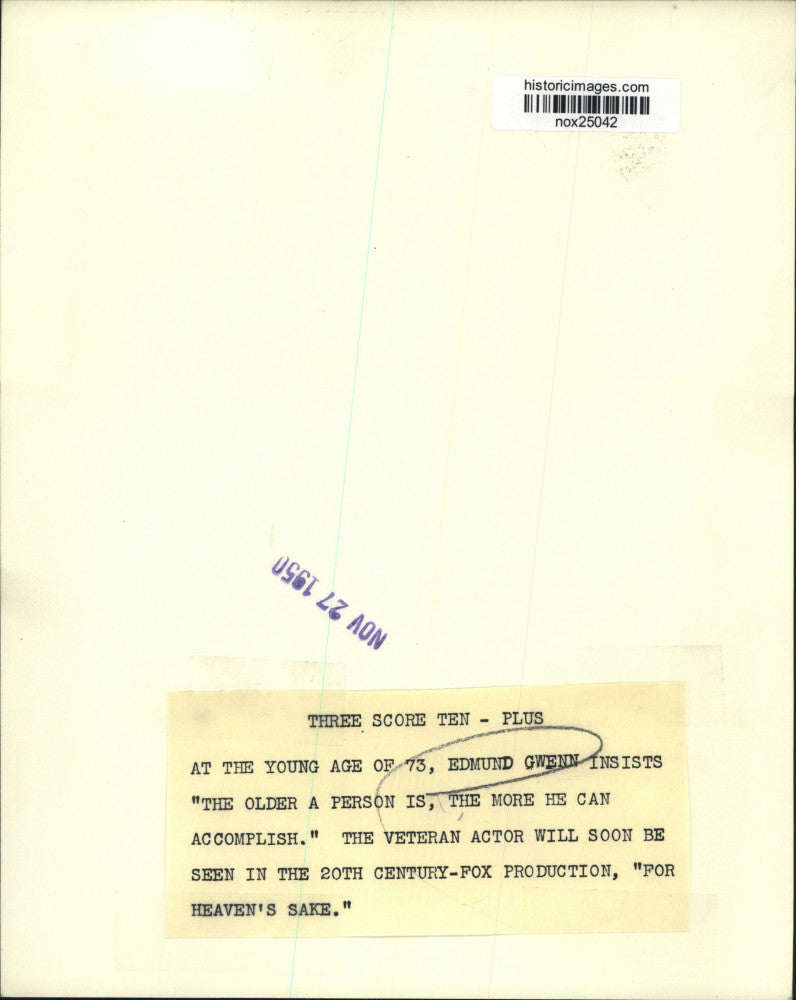 historicimages.com
nox25042
NOV 27 1950
THREE SCORE TEN - PLUS
AT THE YOUNG AGE OF 73, EDMUND GWENN INSISTS
"THE OLDER A PERSON IS, THE MORE HE CAN
ACCOMPLISH." THE VETERAN ACTOR WILL SOON BE
SEEN IN THE 20TH CENTURY-FOX PRODUCTION, "FOR
HEAVEN'S SAKE."